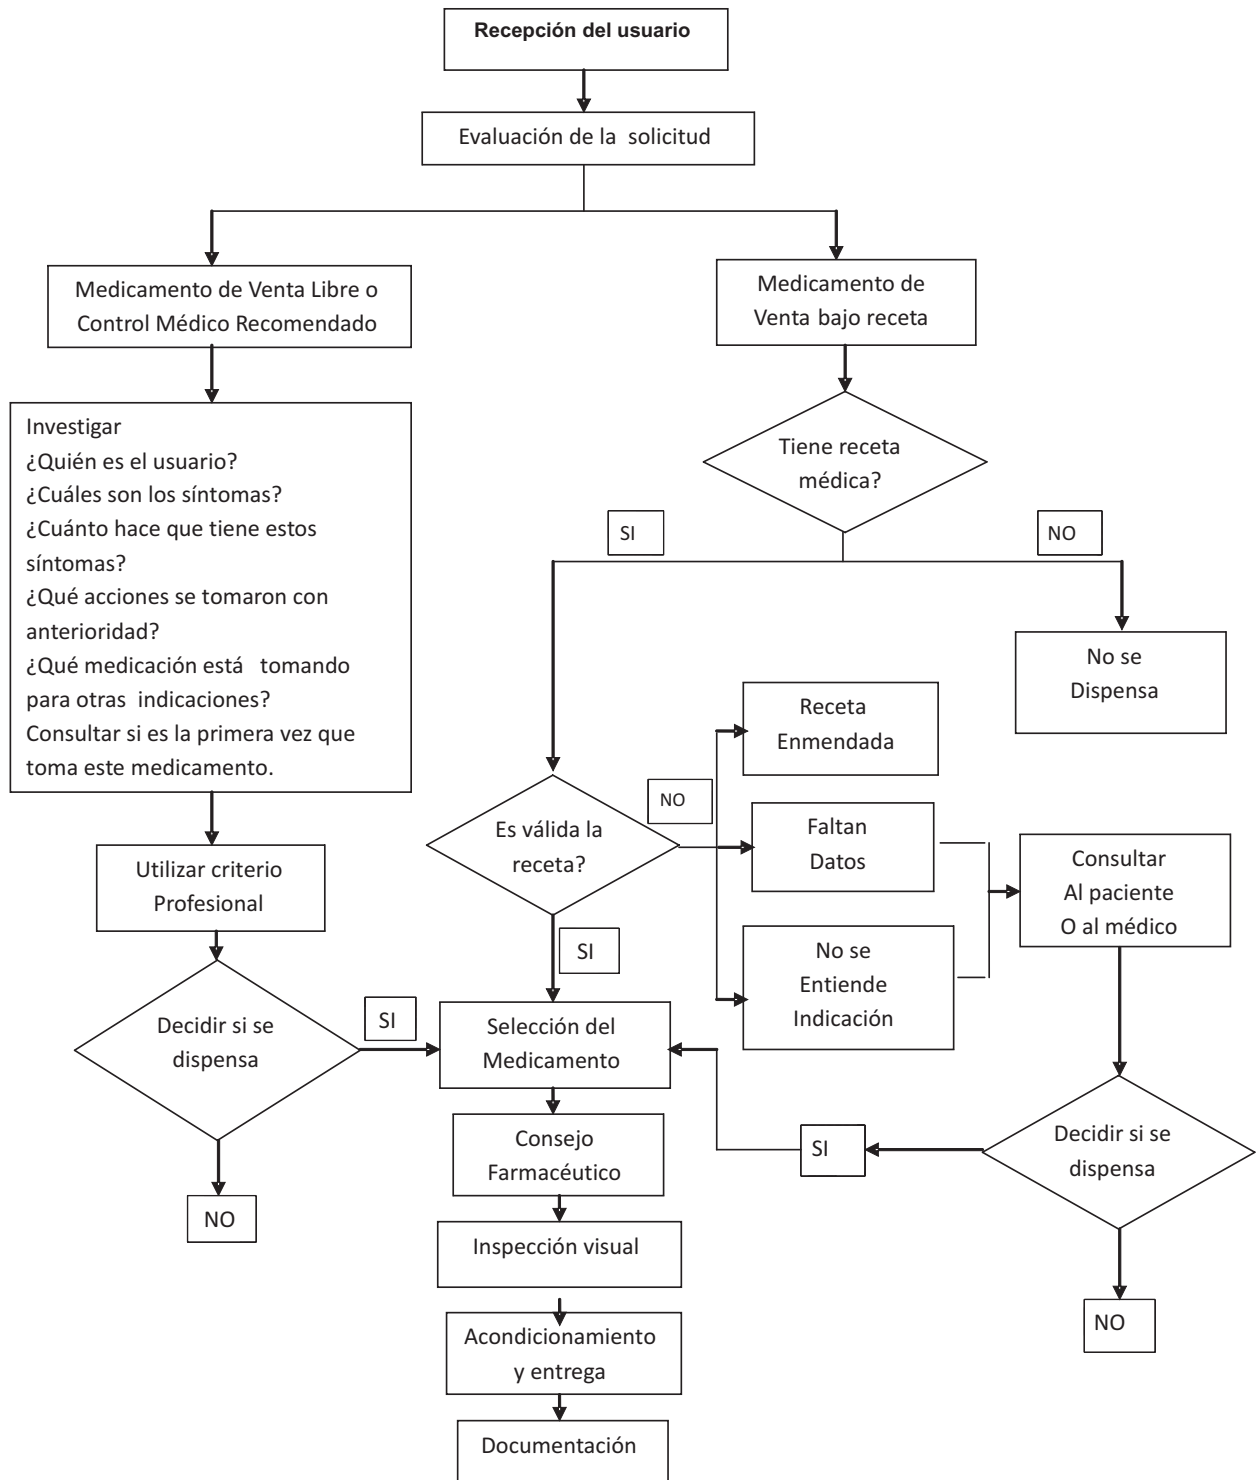 Recepción del usuario
Evaluación de la solicitud
Medicamento de Venta Libre o
Control Médico Recomendado
Medicamento de
Venta bajo receta
Investigar
¿Quién es el usuario?
¿Cuáles son los síntomas?
¿Cuánto hace que tiene estos
síntomas?
¿Qué acciones se tomaron con
anterioridad?
¿Qué medicación está tomando
para otras indicaciones?
Consultar si es la primera vez que
toma este medicamento.
Tiene receta
médica?
SI
NO
No se
Dispensa
Receta
Enmendada
NO
Es válida la
receta?
Faltan
Datos
Consultar
Al paciente
O al médico
Utilizar criterio
Profesional
SI
No se
Entiende
Indicación
Decidir si se
dispensa
SI
Selección del
Medicamento
Consejo
Farmacéutico
SI
Decidir si se
dispensa
NO
Inspección visual
NO
Acondicionamiento
y entrega
Documentación